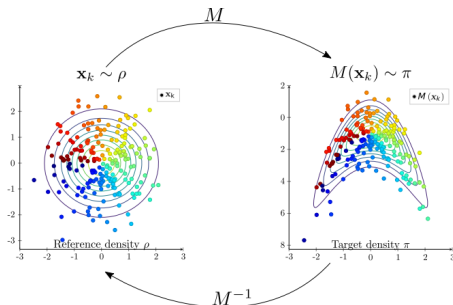 M
x_k ∼ ρ
M(x_k) ∼ π
x_k
M(x_k)
2
1
0
-1
-2
-3
-3 -2 -1 0 1 2 3
Reference density ρ
2
0
2
4
6
8
-3 -2 -1 0 1 2 3
Target density π
M⁻¹